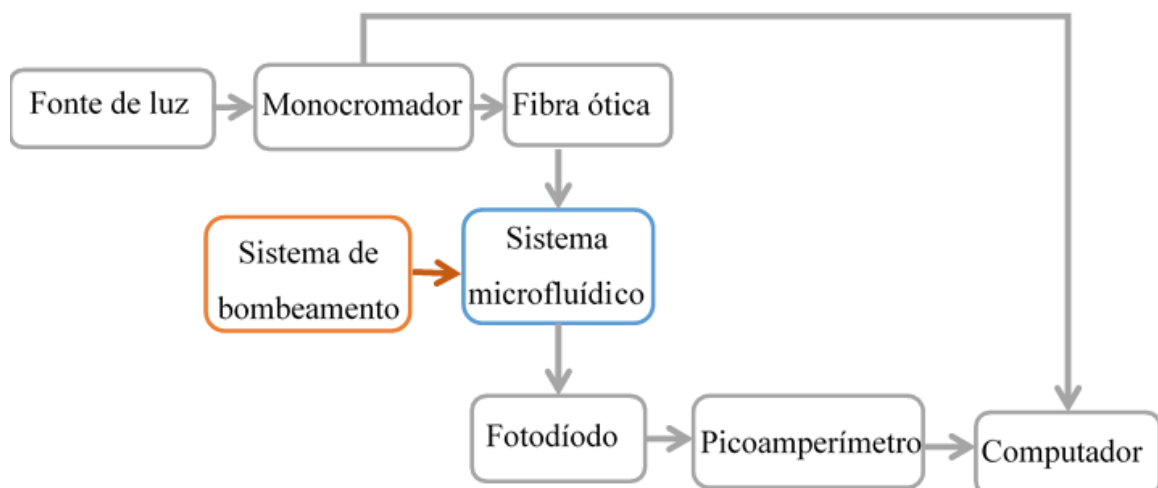 Fonte de luz
Monocromador
Fibra ótica
Sistema de
bombeamento
Sistema
microfluídico
Fotodíodo
Picoamperímetro
Computador